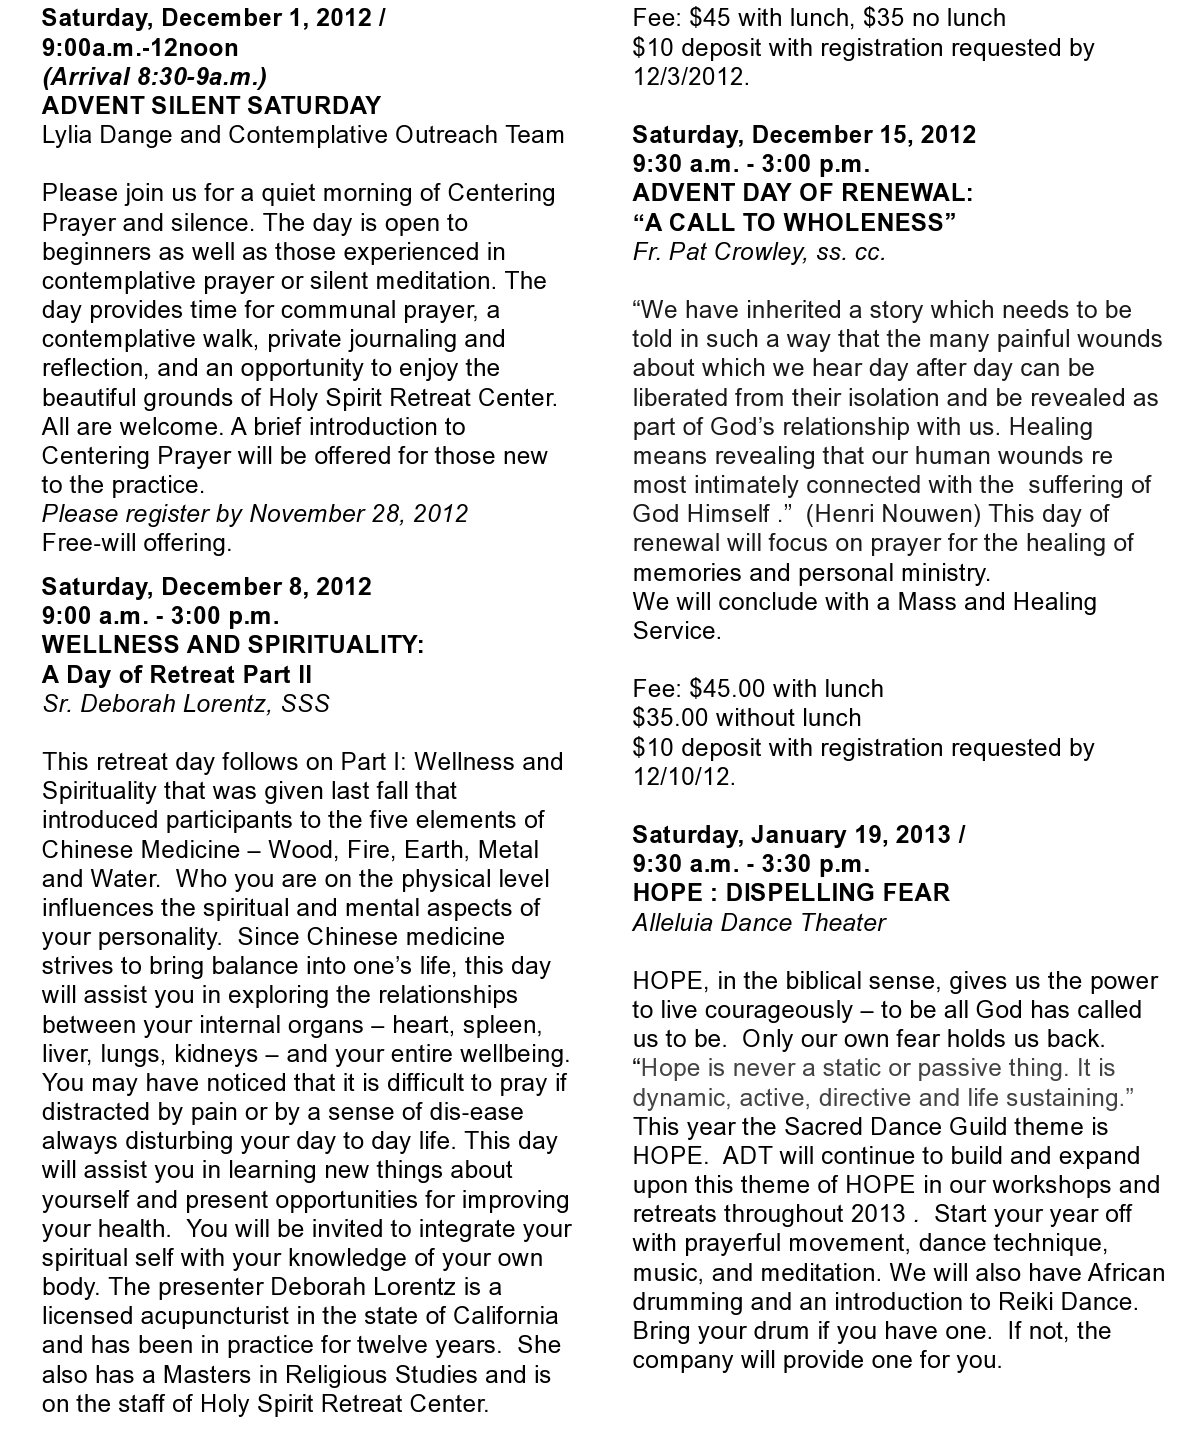 Saturday, December 1, 2012 /
9:00a.m.-12noon
(Arrival 8:30-9a.m.)
ADVENT SILENT SATURDAY
Lylia Dange and Contemplative Outreach Team
Please join us for a quiet morning of Centering
Prayer and silence. The day is open to
beginners as well as those experienced in
contemplative prayer or silent meditation. The
day provides time for communal prayer, a
contemplative walk, private journaling and
reflection, and an opportunity to enjoy the
beautiful grounds of Holy Spirit Retreat Center.
All are welcome. A brief introduction to
Centering Prayer will be offered for those new
to the practice.
Please register by November 28, 2012
Free-will offering.
Saturday, December 8, 2012
9:00 a.m. - 3:00 p.m.
WELLNESS AND SPIRITUALITY:
A Day of Retreat Part II
Sr. Deborah Lorentz, SSS
This retreat day follows on Part I: Wellness and
Spirituality that was given last fall that
introduced participants to the five elements of
Chinese Medicine – Wood, Fire, Earth, Metal
and Water.  Who you are on the physical level
influences the spiritual and mental aspects of
your personality.  Since Chinese medicine
strives to bring balance into one’s life, this day
will assist you in exploring the relationships
between your internal organs – heart, spleen,
liver, lungs, kidneys – and your entire wellbeing.
You may have noticed that it is difficult to pray if
distracted by pain or by a sense of dis-ease
always disturbing your day to day life. This day
will assist you in learning new things about
yourself and present opportunities for improving
your health.  You will be invited to integrate your
spiritual self with your knowledge of your own
body. The presenter Deborah Lorentz is a
licensed acupuncturist in the state of California
and has been in practice for twelve years.  She
also has a Masters in Religious Studies and is
on the staff of Holy Spirit Retreat Center.
Fee: $45 with lunch, $35 no lunch
$10 deposit with registration requested by
12/3/2012.
Saturday, December 15, 2012
9:30 a.m. - 3:00 p.m.
ADVENT DAY OF RENEWAL:
“A CALL TO WHOLENESS”
Fr. Pat Crowley, ss. cc.
“We have inherited a story which needs to be
told in such a way that the many painful wounds
about which we hear day after day can be
liberated from their isolation and be revealed as
part of God’s relationship with us. Healing
means revealing that our human wounds re
most intimately connected with the  suffering of
God Himself .”  (Henri Nouwen) This day of
renewal will focus on prayer for the healing of
memories and personal ministry.
We will conclude with a Mass and Healing
Service.
Fee: $45.00 with lunch
$35.00 without lunch
$10 deposit with registration requested by
12/10/12.
Saturday, January 19, 2013 /
9:30 a.m. - 3:30 p.m.
HOPE : DISPELLING FEAR
Alleluia Dance Theater
HOPE, in the biblical sense, gives us the power
to live courageously – to be all God has called
us to be.  Only our own fear holds us back.
“Hope is never a static or passive thing. It is
dynamic, active, directive and life sustaining.”
This year the Sacred Dance Guild theme is
HOPE.  ADT will continue to build and expand
upon this theme of HOPE in our workshops and
retreats throughout 2013 .  Start your year off
with prayerful movement, dance technique,
music, and meditation. We will also have African
drumming and an introduction to Reiki Dance.
Bring your drum if you have one.  If not, the
company will provide one for you.